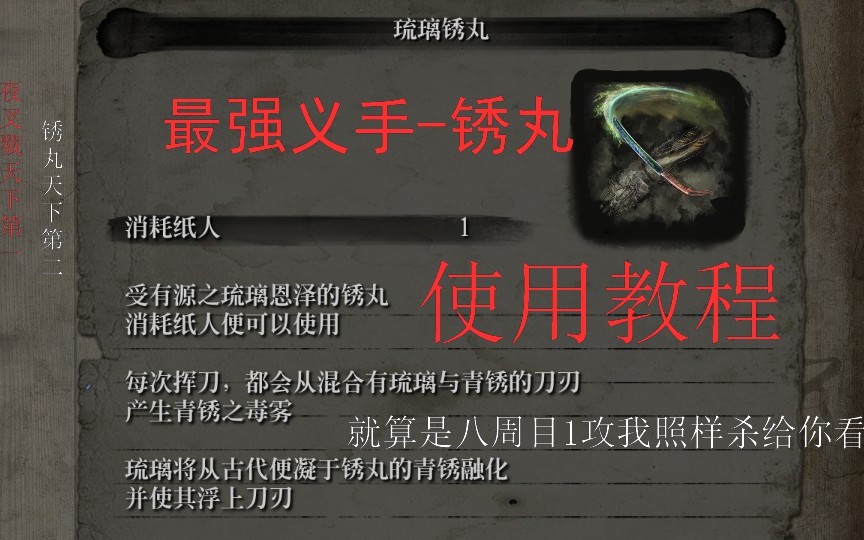 琉璃锈丸
最强义手-锈丸
消耗纸人 1
使用教程
受有源之琉璃恩泽的锈丸
消耗纸人便可以使用
每次挥刀，都会从混合有琉璃与青锈的刀刃
产生青锈之毒雾
就算是八周目1攻我照样杀给你看
琉璃将从古代便凝于锈丸的青锈融化
并使其浮上刀刃
锈丸天下第二
夜叉戮天下第一